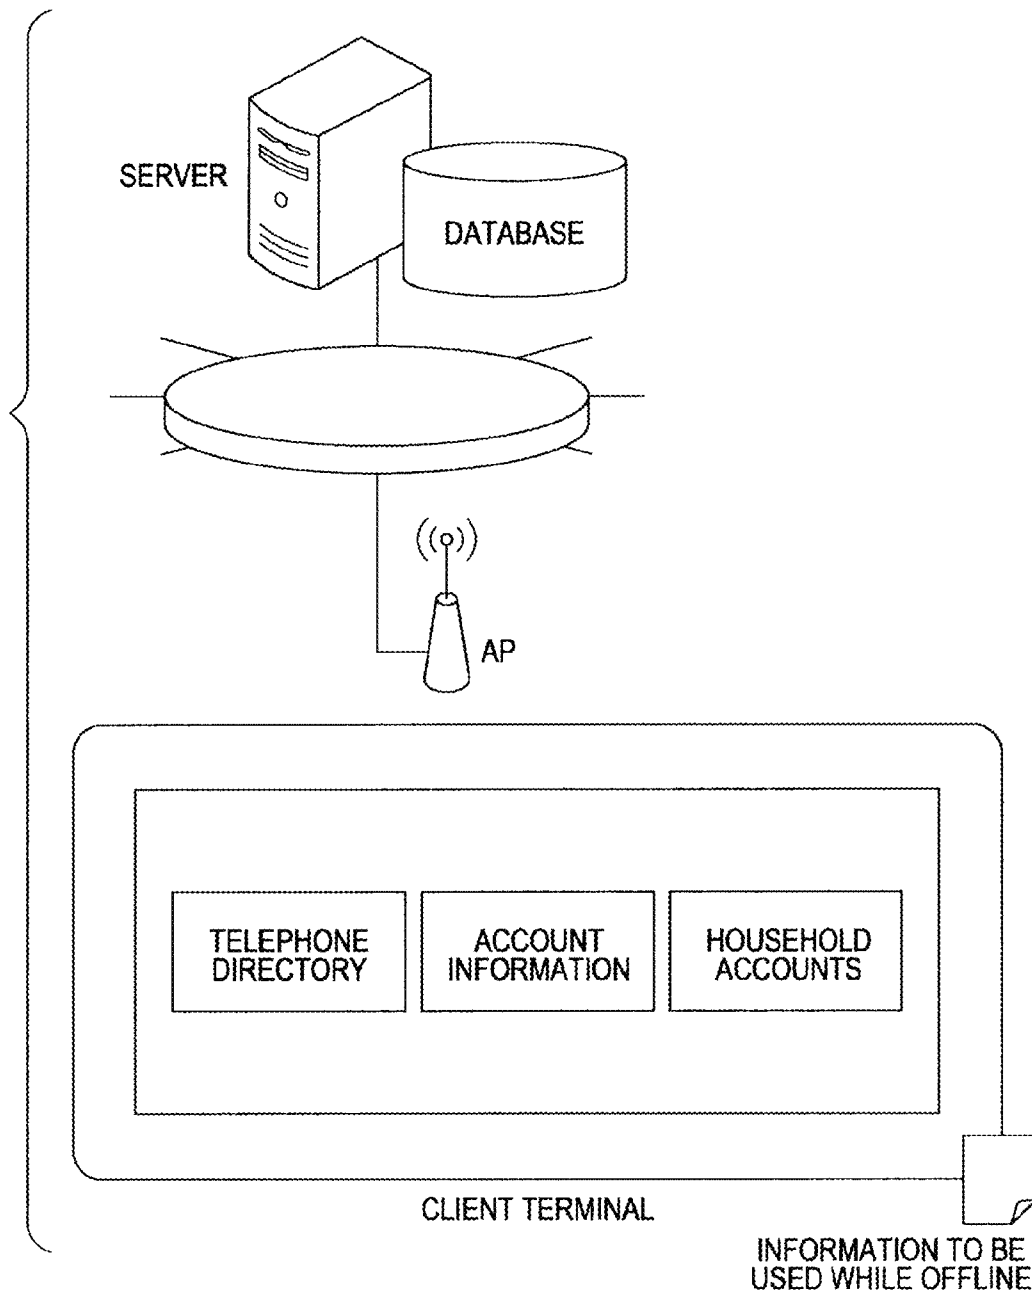 SERVER
DATABASE
AP
TELEPHONE
DIRECTORY
ACCOUNT
INFORMATION
HOUSEHOLD
ACCOUNTS
CLIENT TERMINAL
INFORMATION TO BE
USED WHILE OFFLINE